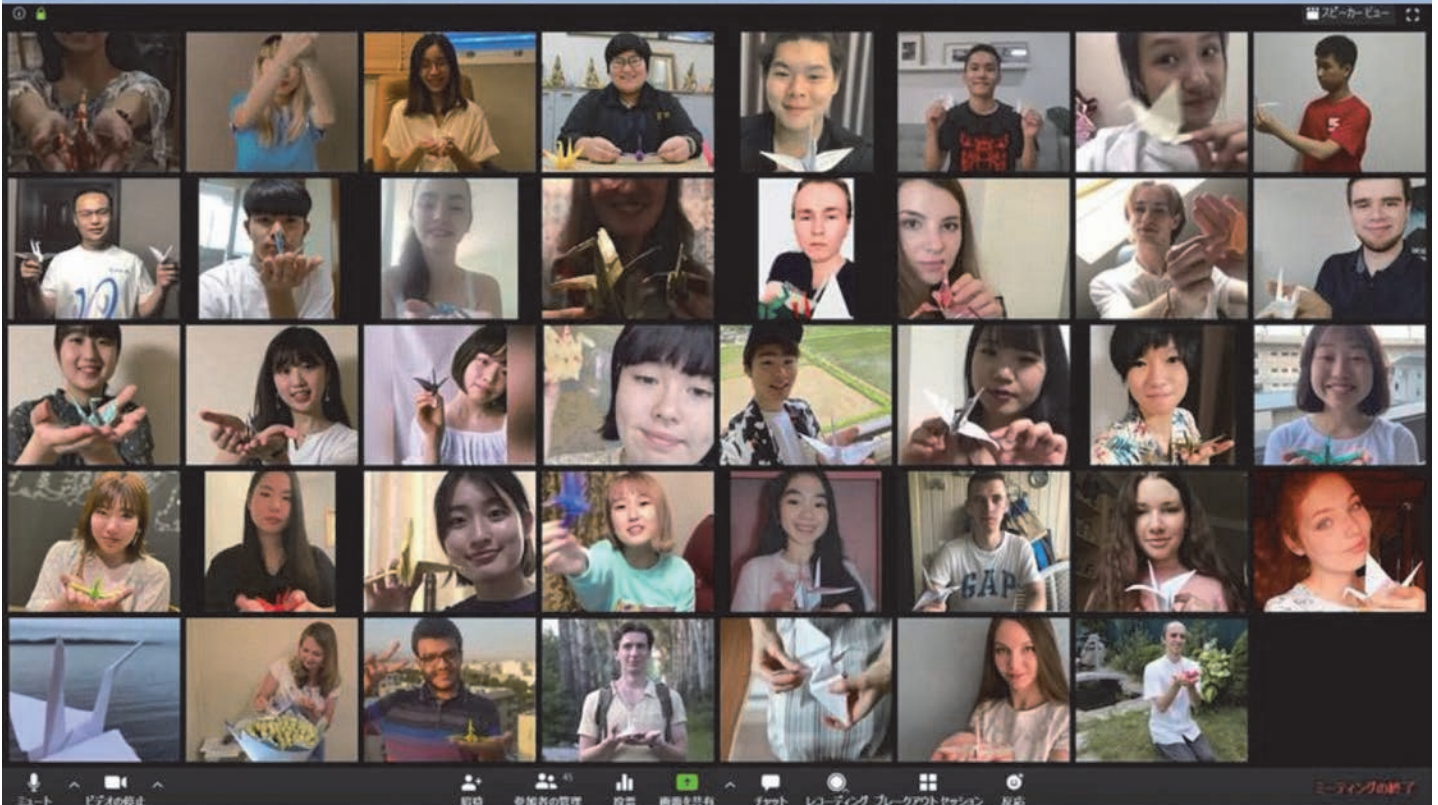 スピーカービュー
GAP
ミュート
ビデオの停止
招待
参加者の管理
45
投票
画面を共有
チャット
レコーディング
ブレークアウト セッション
反応
ミーティングの終了